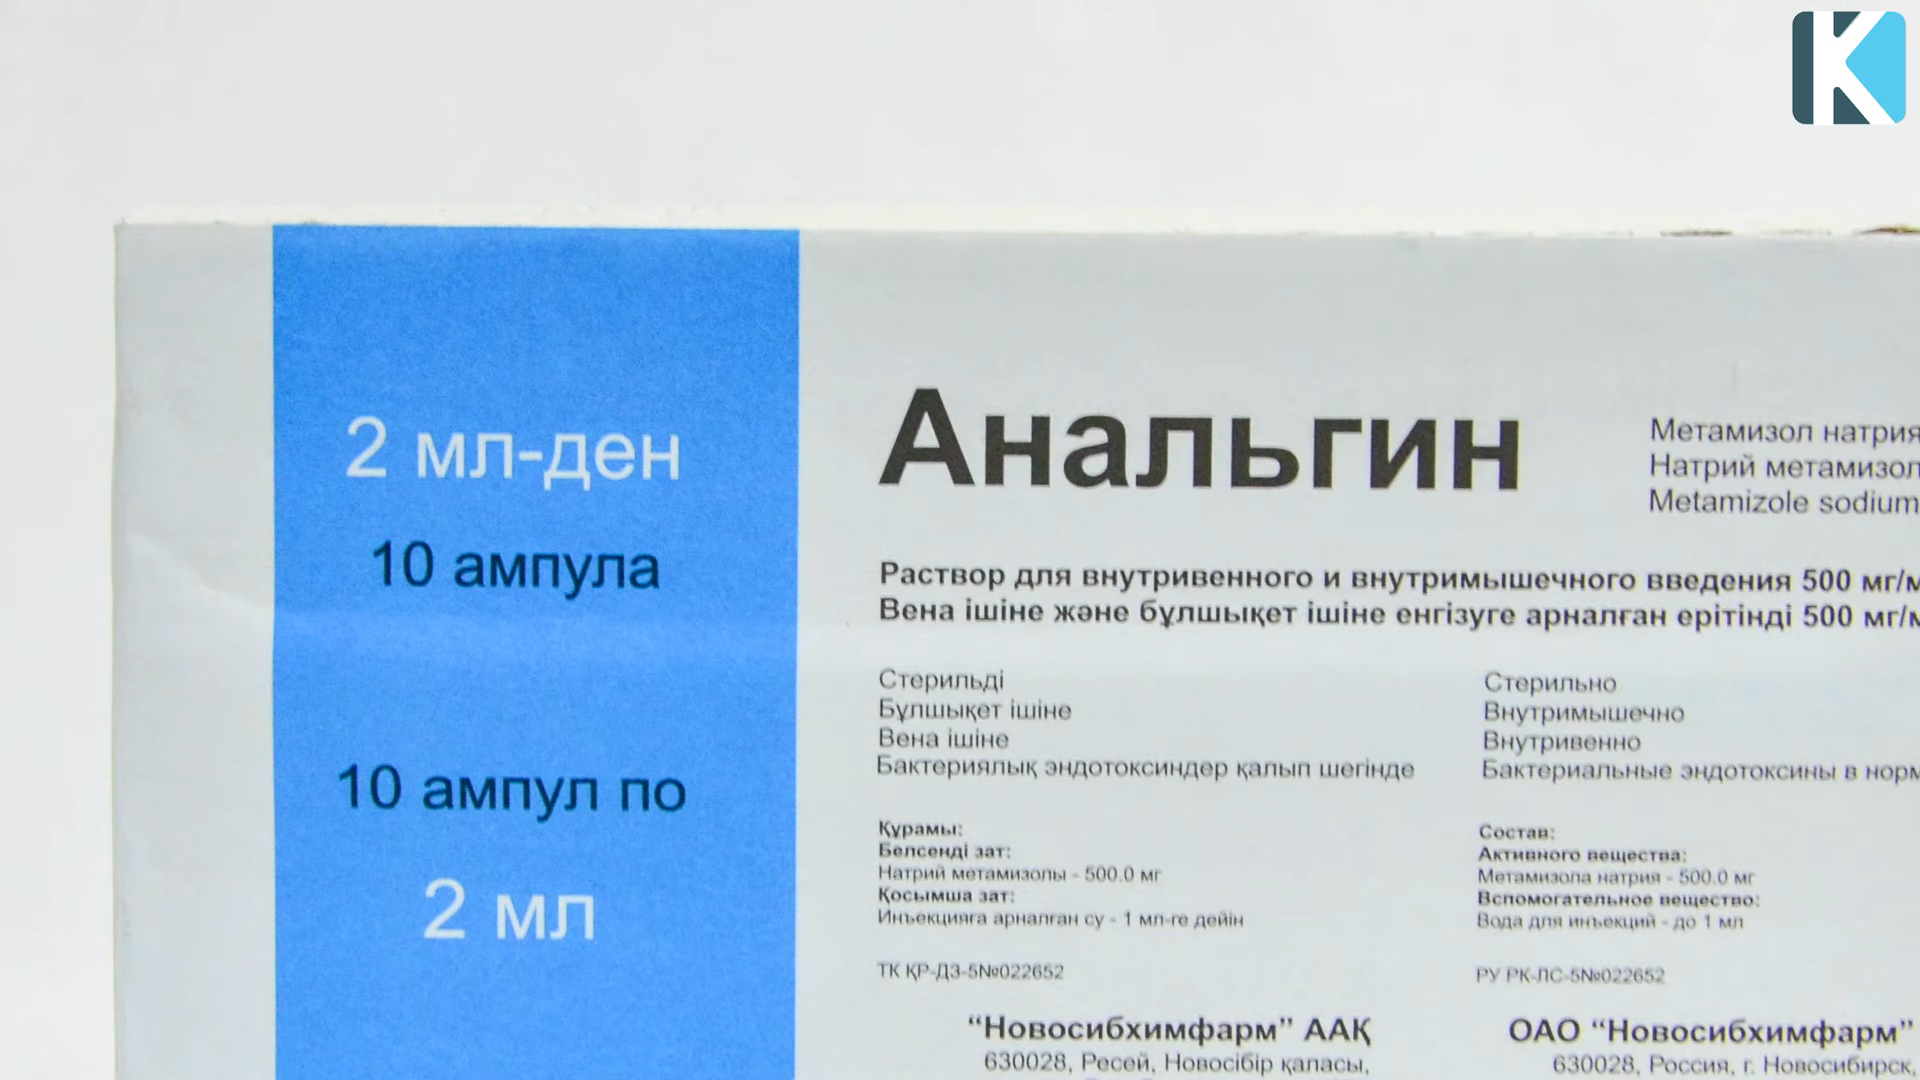 K
2 мл-ден
10 ампула
10 ампул по
2 мл
Анальгин
Метамизол натрия
Натрий метамизол
Metamizole sodium
Раствор для внутривенного и внутримышечного введения 500 мг/м
Вена ішіне және бұлшықет ішіне енгізуге арналған ерітінді 500 мг/м
Стерильді
Бұлшықет ішіне
Вена ішіне
Бактериялық эндотоксиндер қалып шегінде
Стерильно
Внутримышечно
Внутривенно
Бактериальные эндотоксины в норм
Құрамы:
Белсенді зат:
Натрий метамизолы - 500.0 мг
Қосымша зат:
Инъекцияға арналған су - 1 мл-ге дейін
Состав:
Активного вещества:
Метамизола натрия - 500.0 мг
Вспомогательное вещество:
Вода для инъекций - до 1 мл
ТК ҚР-ДЗ-5№022652
РУ РК-ЛС-5№022652
“Новосибхимфарм” ААҚ
630028, Ресей, Новосібір қаласы,
ОАО “Новосибхимфарм”
630028, Россия, г. Новосибирск,